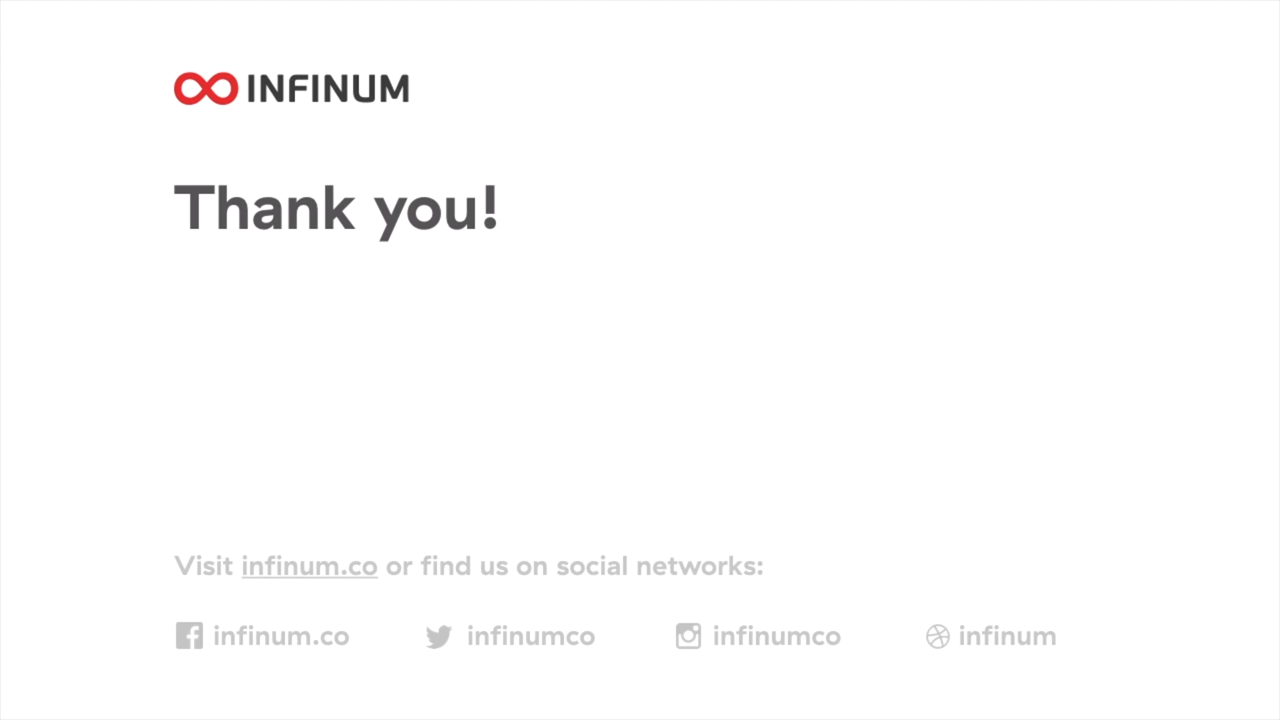 INFINUM
Thank you!
Visit infinum.co or find us on social networks:
infinum.co infinumco infinumco infinum